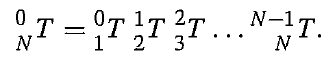 $^{0}_{N}T = {}^{0}_{1}T \, {}^{1}_{2}T \, {}^{2}_{3}T \ldots {}^{N-1}_{N}T.$